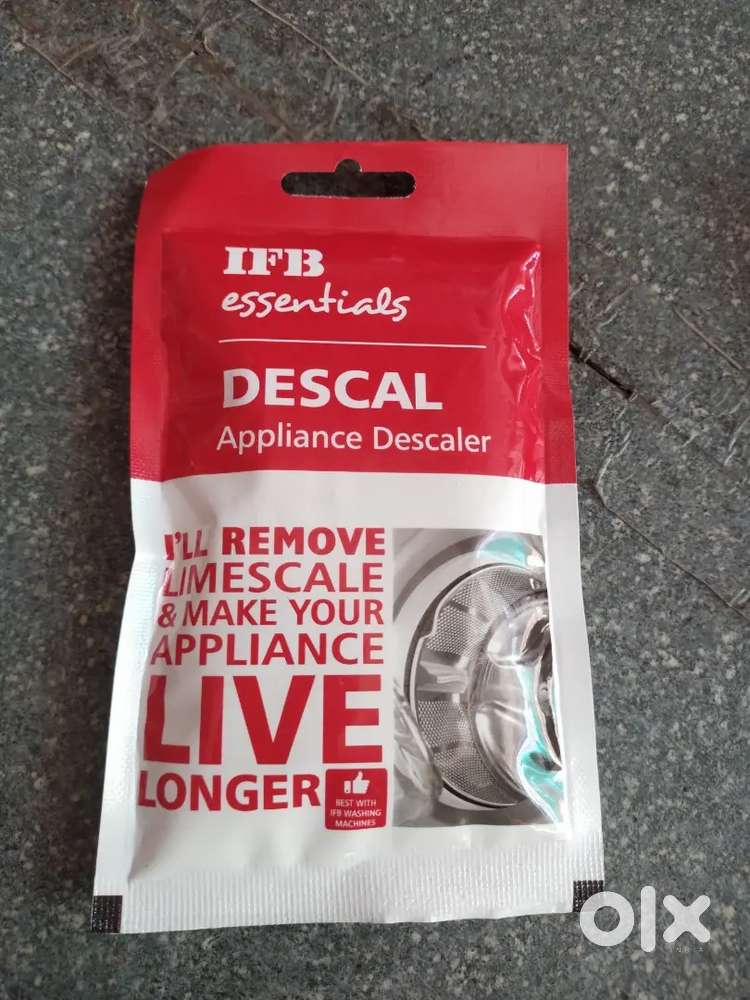 IFB
essentials
DESCAL
Appliance Descaler
I'LL REMOVE
LIMESCALE
& MAKE YOUR
APPLIANCE
LIVE
LONGER
BEST WITH
IFB WASHING
MACHINES
olx